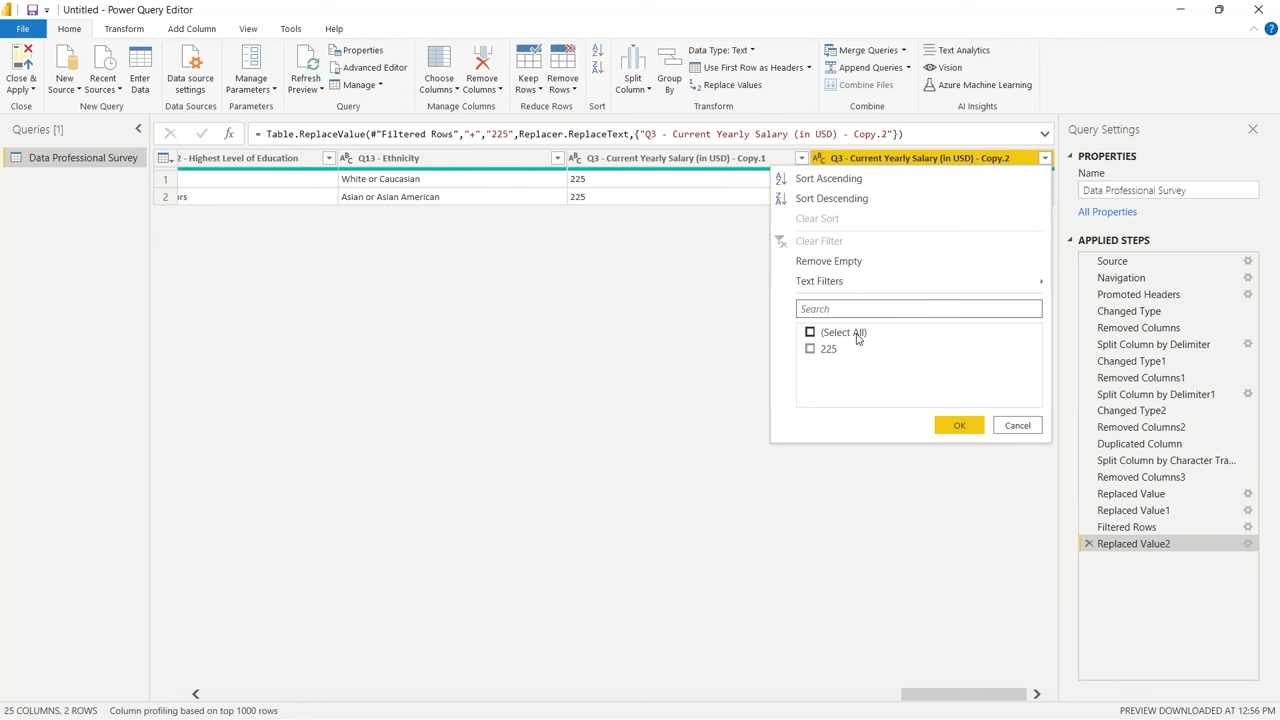 Untitled - Power Query Editor
File
Home
Transform
Add Column
View
Tools
Help
Close & Apply
New Source
Recent Sources
Enter Data
Data source settings
Manage Parameters
Refresh Preview
Properties
Advanced Editor
Manage
Choose Columns
Remove Columns
Keep Rows
Remove Rows
Split Column
Group By
Data Type: Text
Use First Row as Headers
Replace Values
Merge Queries
Append Queries
Combine Files
Text Analytics
Vision
Azure Machine Learning
Close
New Query
Data Sources
Parameters
Query
Manage Columns
Reduce Rows
Sort
Transform
Combine
AI Insights
Queries [1]
fx
= Table.ReplaceValue(#"Filtered Rows","+","225",Replacer.ReplaceText,{"Q3 - Current Yearly Salary (in USD) - Copy.2"})
Data Professional Survey
2 - Highest Level of Education
Q13 - Ethnicity
Q3 - Current Yearly Salary (in USD) - Copy.1
Q3 - Current Yearly Salary (in USD) - Copy.2
1
White or Caucasian
225
2
rs
Asian or Asian American
225
Sort Ascending
Sort Descending
Clear Sort
Clear Filter
Remove Empty
Text Filters
Search
(Select All)
225
OK
Cancel
Query Settings
PROPERTIES
Name
Data Professional Survey
All Properties
APPLIED STEPS
Source
Navigation
Promoted Headers
Changed Type
Removed Columns
Split Column by Delimiter
Changed Type1
Removed Columns1
Split Column by Delimiter1
Changed Type2
Removed Columns2
Duplicated Column
Split Column by Character Tra...
Removed Columns3
Replaced Value
Replaced Value1
Filtered Rows
Replaced Value2
25 COLUMNS, 2 ROWS
Column profiling based on top 1000 rows
PREVIEW DOWNLOADED AT 12:56 PM